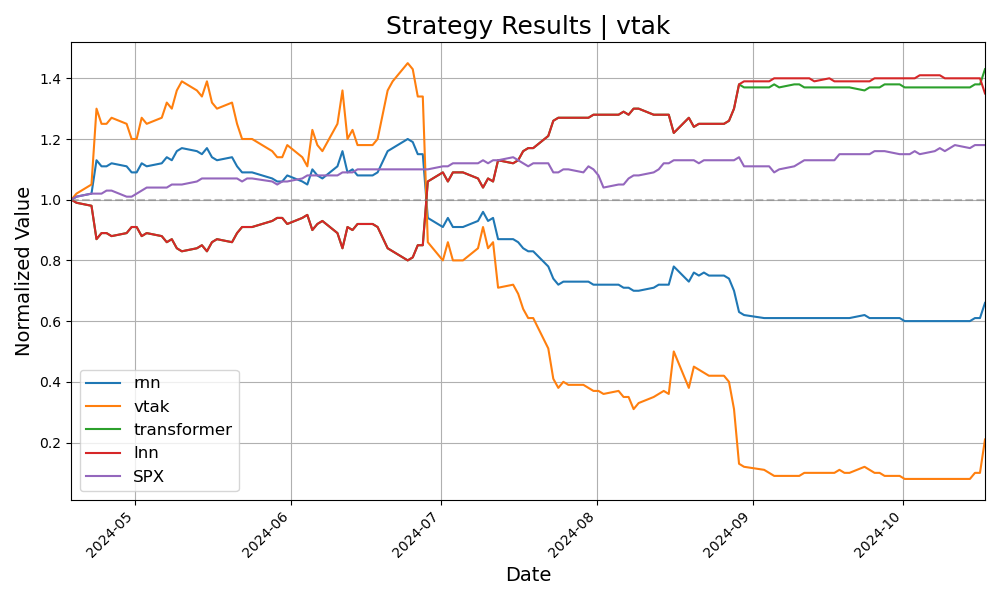 Strategy Results | vtak
Normalized Value
1.4
1.2
1.0
0.8
0.6
0.4
0.2
rnn
vtak
transformer
lnn
SPX
2024-05
2024-06
2024-07
2024-08
2024-09
2024-10
Date